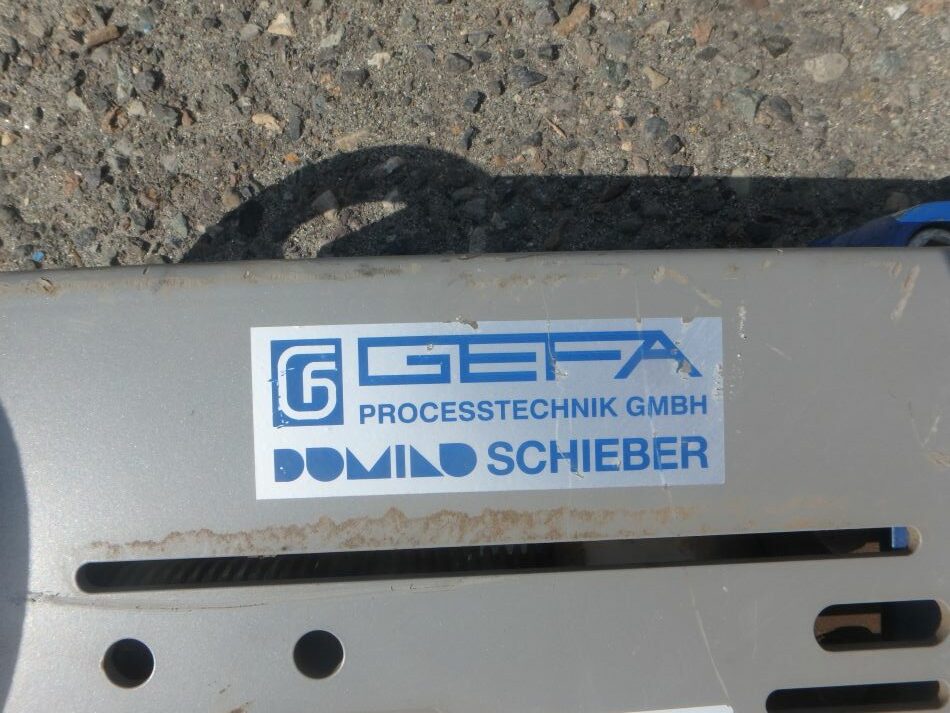 G GEFA
PROCESSTECHNIK GMBH
DOMINO SCHIEBER